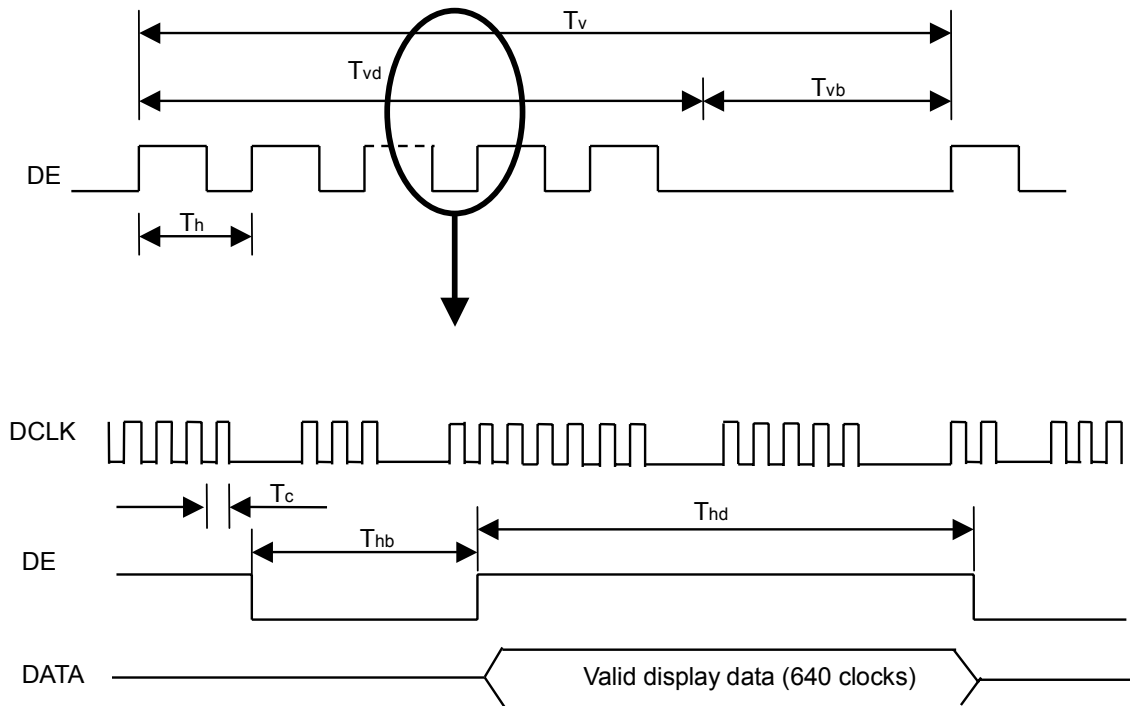 Tv
Tvd
Tvb
DE
Th
DCLK
Tc
Thd
Thb
DE
DATA
Valid display data (640 clocks)